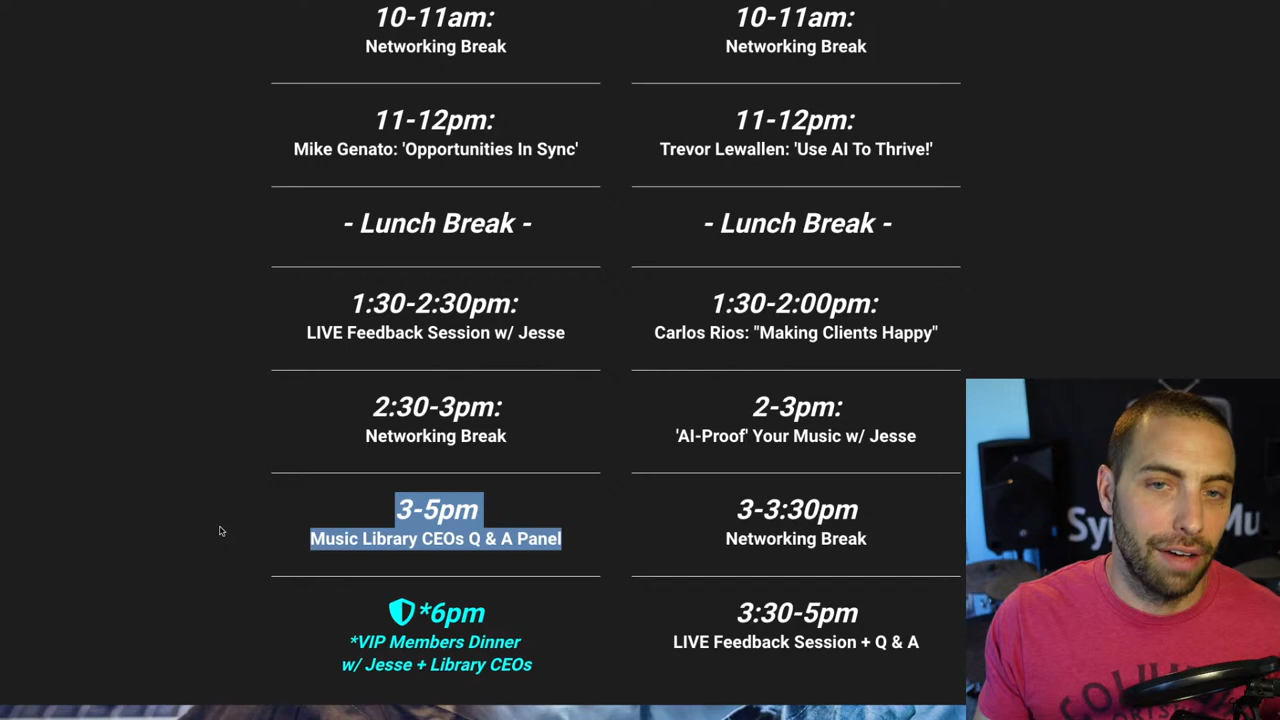 10-11am:
Networking Break
11-12pm:
Mike Genato: 'Opportunities In Sync'
- Lunch Break -
1:30-2:30pm:
LIVE Feedback Session w/ Jesse
2:30-3pm:
Networking Break
3-5pm
Music Library CEOs Q & A Panel
*6pm
*VIP Members Dinner
w/ Jesse + Library CEOs
10-11am:
Networking Break
11-12pm:
Trevor Lewallen: 'Use AI To Thrive!'
- Lunch Break -
1:30-2:00pm:
Carlos Rios: "Making Clients Happy"
2-3pm:
'AI-Proof' Your Music w/ Jesse
3-3:30pm
Networking Break
3:30-5pm
LIVE Feedback Session + Q & A